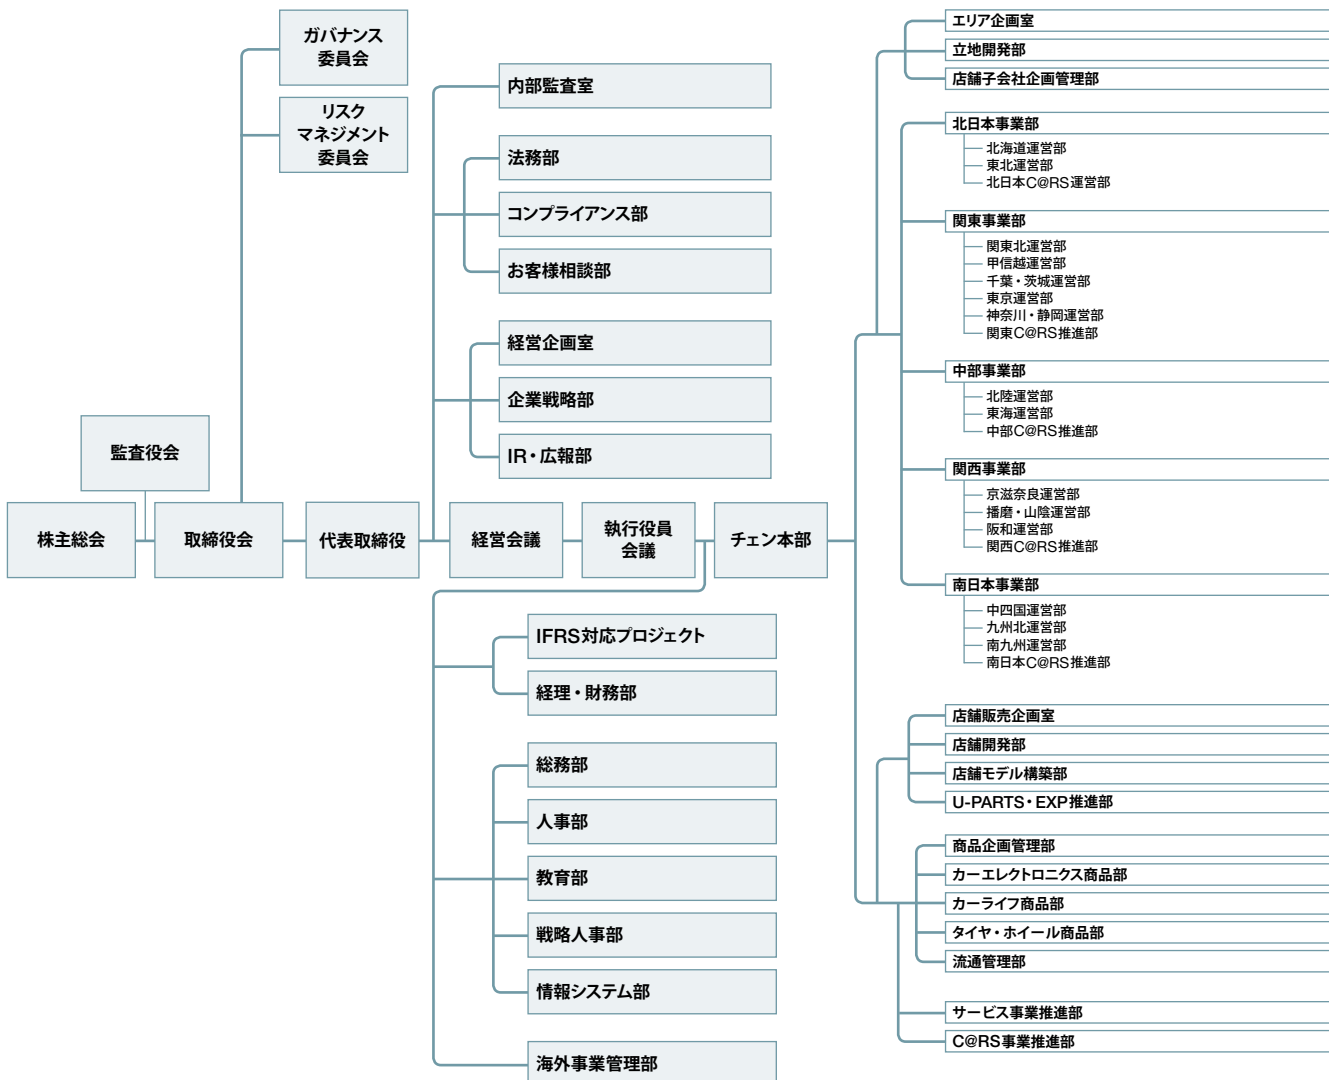 ガバナンス
委員会
リスク
マネジメント
委員会
監査役会
株主総会
取締役会
代表取締役
経営会議
執行役員
会議
チェン本部
内部監査室
法務部
コンプライアンス部
お客様相談部
経営企画室
企業戦略部
IR・広報部
IFRS対応プロジェクト
経理・財務部
総務部
人事部
教育部
戦略人事部
情報システム部
海外事業管理部
エリア企画室
立地開発部
店舗子会社企画管理部
北日本事業部
北海道運営部
東北運営部
北日本C@RS運営部
関東事業部
関東北運営部
甲信越運営部
千葉・茨城運営部
東京運営部
神奈川・静岡運営部
関東C@RS推進部
中部事業部
北陸運営部
東海運営部
中部C@RS推進部
関西事業部
京滋奈良運営部
播磨・山陰運営部
阪和運営部
関西C@RS推進部
南日本事業部
中四国運営部
九州北運営部
南九州運営部
南日本C@RS推進部
店舗販売企画室
店舗開発部
店舗モデル構築部
U-PARTS・EXP推進部
商品企画管理部
カーエレクトロニクス商品部
カーライフ商品部
タイヤ・ホイール商品部
流通管理部
サービス事業推進部
C@RS事業推進部